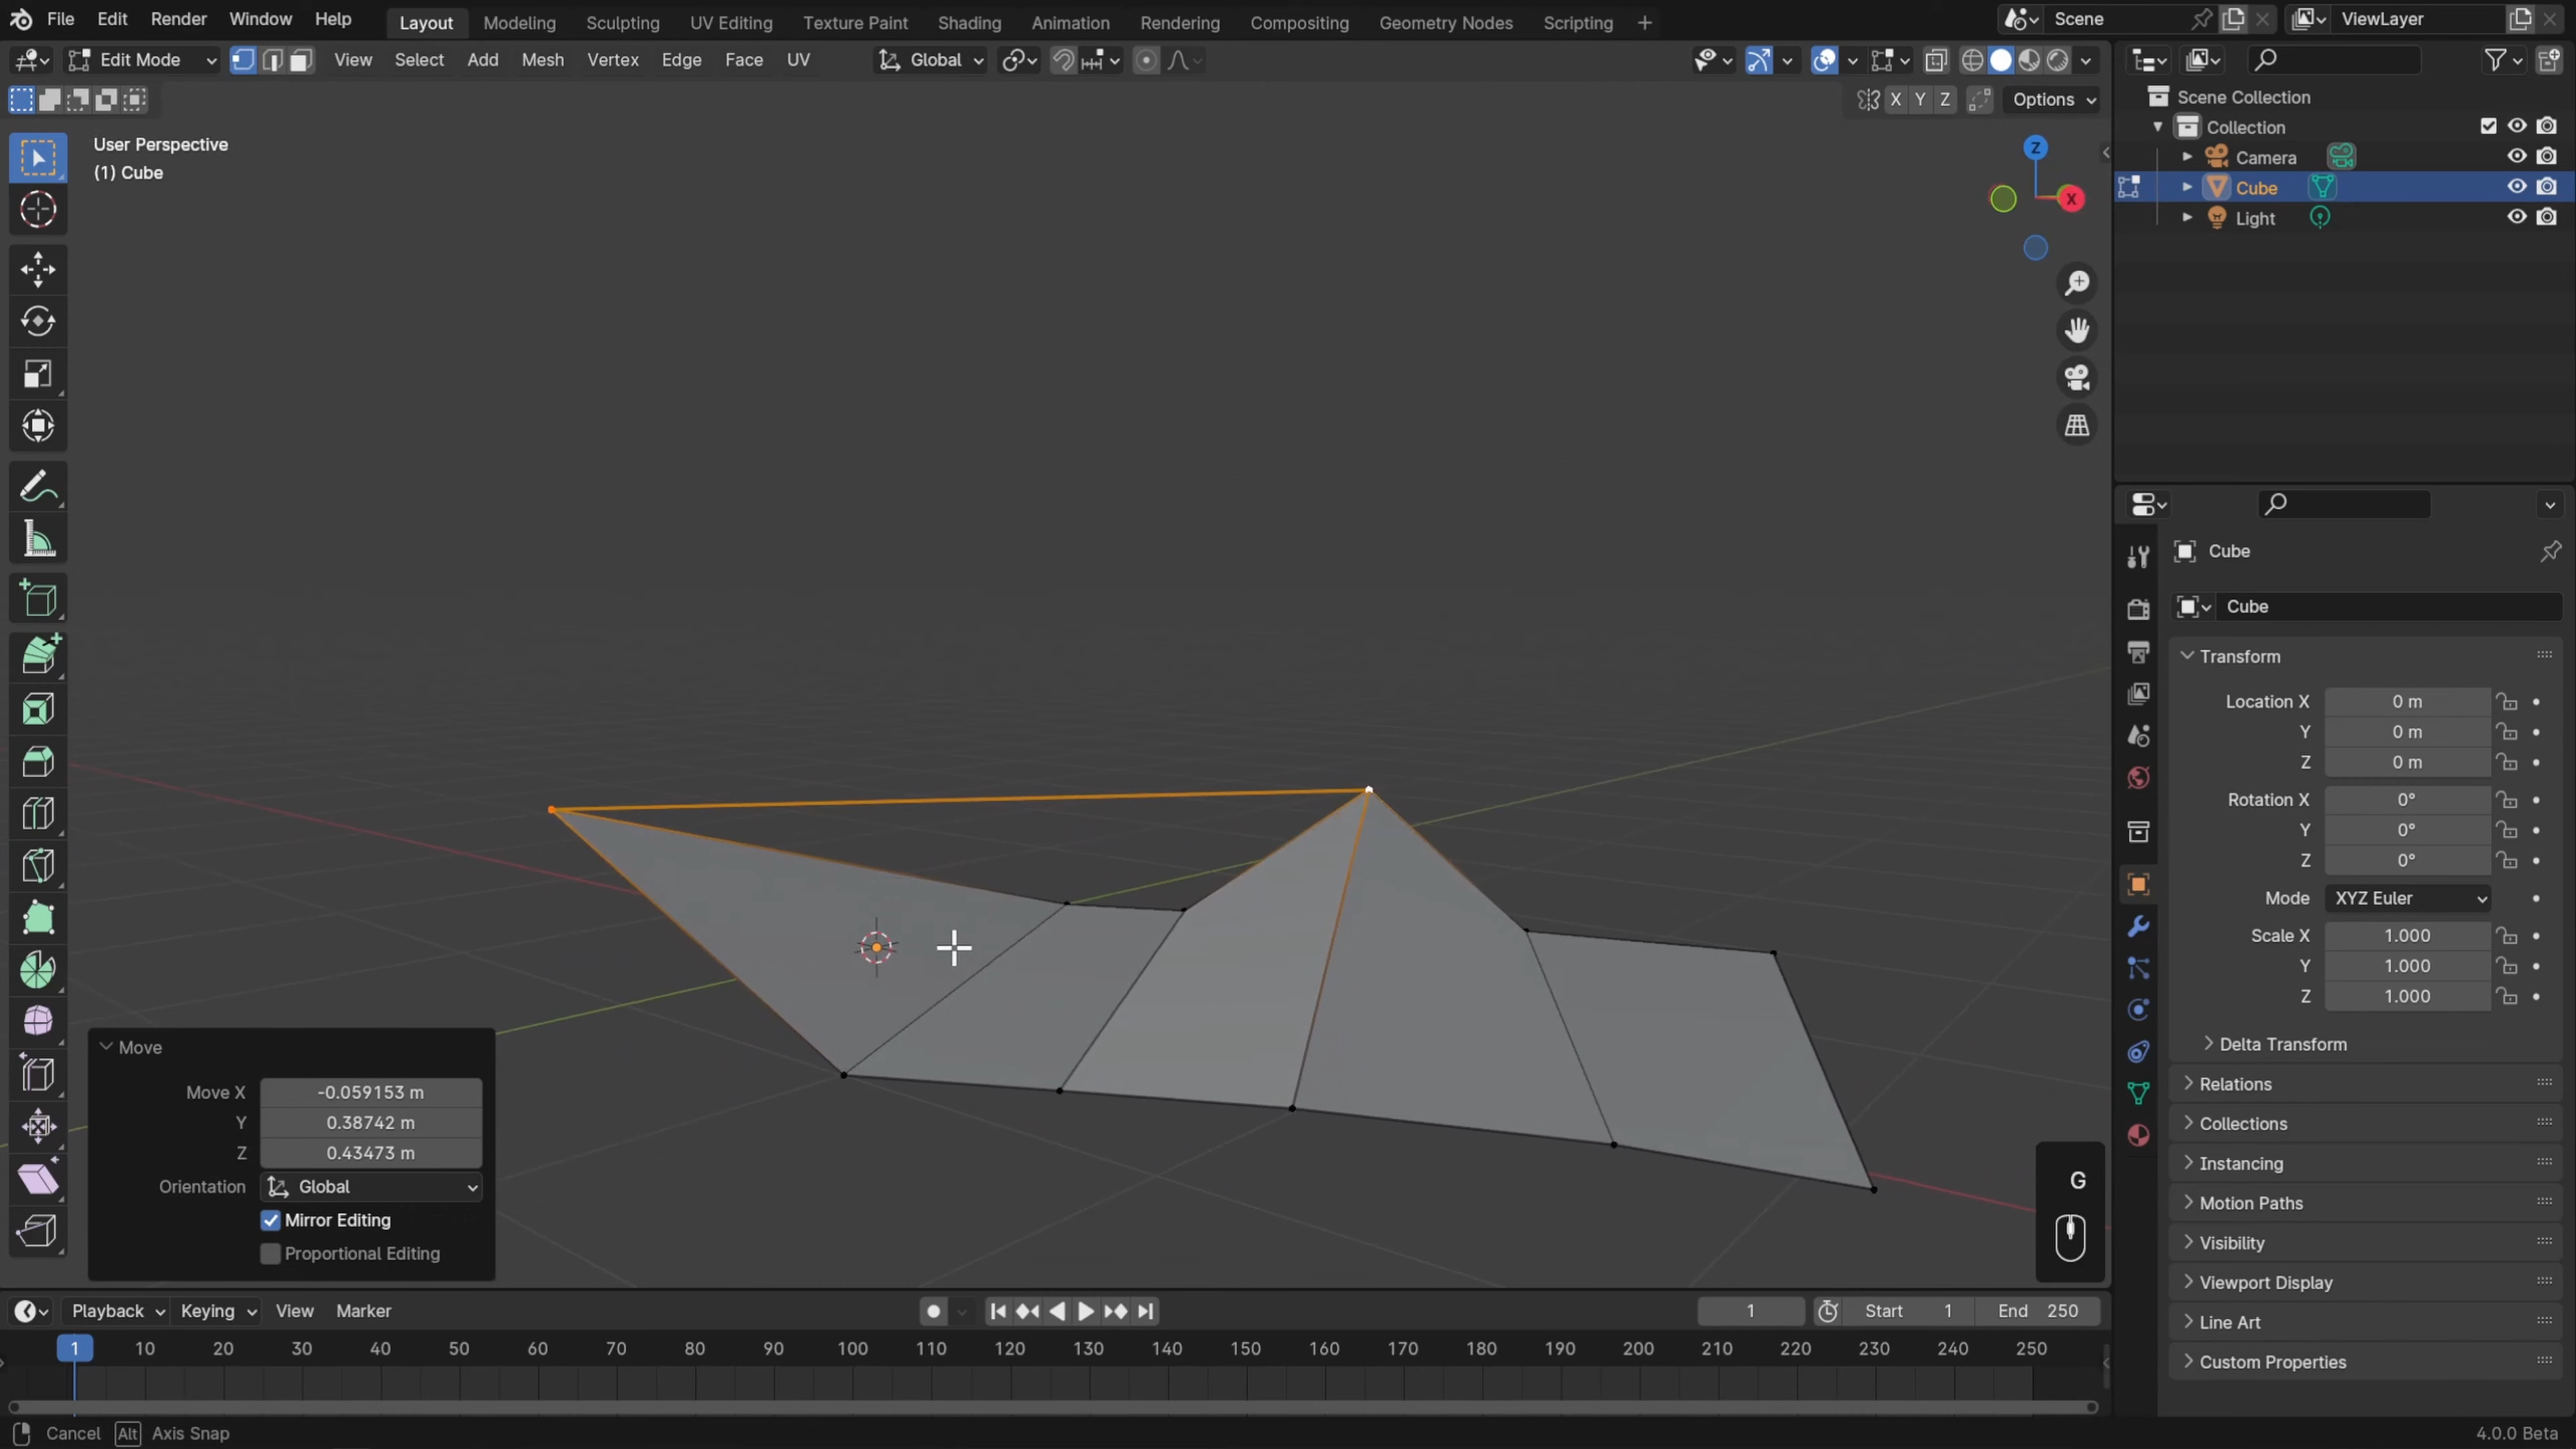 File Edit Render Window Help Layout Modeling Sculpting UV Editing Texture Paint Shading Animation Rendering Compositing Geometry Nodes Scripting + Scene ViewLayer
Edit Mode View Select Add Mesh Vertex Edge Face UV Global
X Y Z Options
User Perspective
(1) Cube
Z
X
Scene Collection
Collection
Camera
Cube
Light
Cube
Cube
Transform
Location X 0 m
Y 0 m
Z 0 m
Rotation X 0°
Y 0°
Z 0°
Mode XYZ Euler
Scale X 1.000
Y 1.000
Z 1.000
Delta Transform
Relations
Collections
Instancing
Motion Paths
Visibility
Viewport Display
Line Art
Custom Properties
Move
Move X -0.059153 m
Y 0.38742 m
Z 0.43473 m
Orientation Global
Mirror Editing
Proportional Editing
G
Playback Keying View Marker 1 Start 1 End 250
1 10 20 30 40 50 60 70 80 90 100 110 120 130 140 150 160 170 180 190 200 210 220 230 240 250
Cancel Alt Axis Snap 4.0.0 Beta